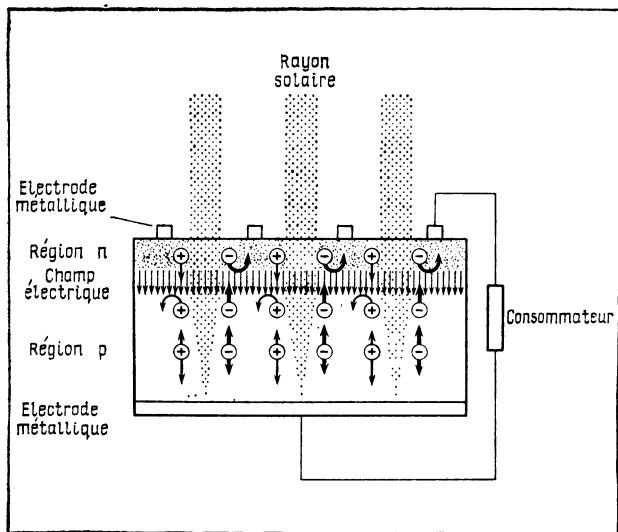 Rayon
solaire
Electrode
métallique
Région n
Champ
électrique
Consommateur
Région p
Electrode
métallique